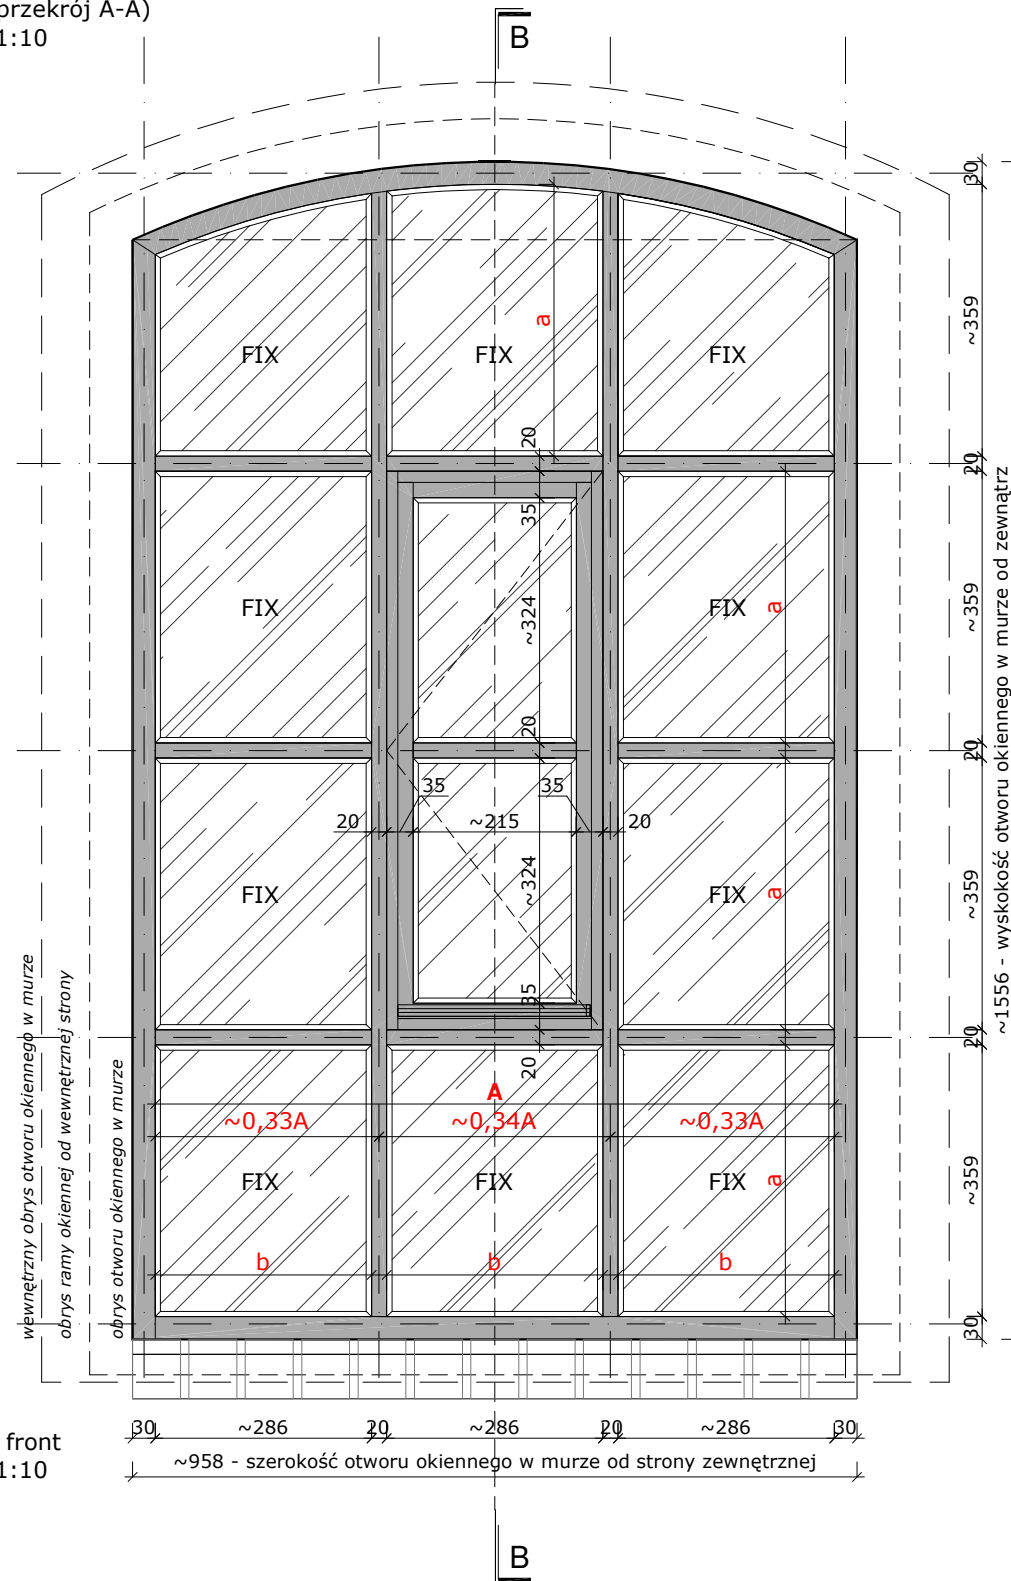 przekrój A-A)
1:10
B
30
a
~359
FIX
FIX
FIX
20
20
35
~324
~359
FIX
FIX
a
20
20
35
35
20
~215
20
~324
~359
FIX
FIX
a
35
20
20
A
~0,33A
~0,34A
~0,33A
FIX
FIX
FIX
a
~359
b
b
b
30
wewnętrzny obrys otworu okiennego w murze
obrys ramy okiennej od wewnętrznej strony
obrys otworu okiennego w murze
~1556 - wyskokość otworu okiennego w murze od zewnątrz
30
~286
20
~286
20
~286
30
~958 - szerokość otworu okiennego w murze od strony zewnętrznej
front
1:10
B